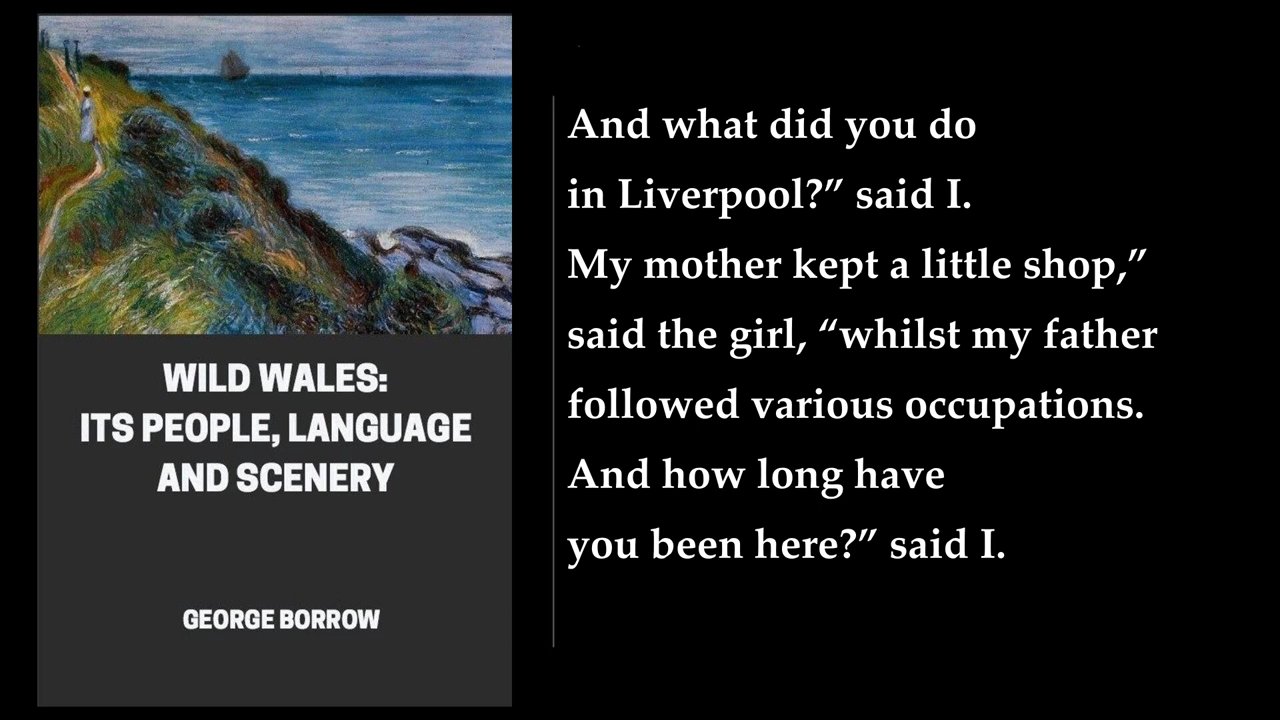 WILD WALES:
ITS PEOPLE, LANGUAGE
AND SCENERY
GEORGE BORROW
And what did you do
in Liverpool?” said I.
My mother kept a little shop,”
said the girl, “whilst my father
followed various occupations.
And how long have
you been here?” said I.